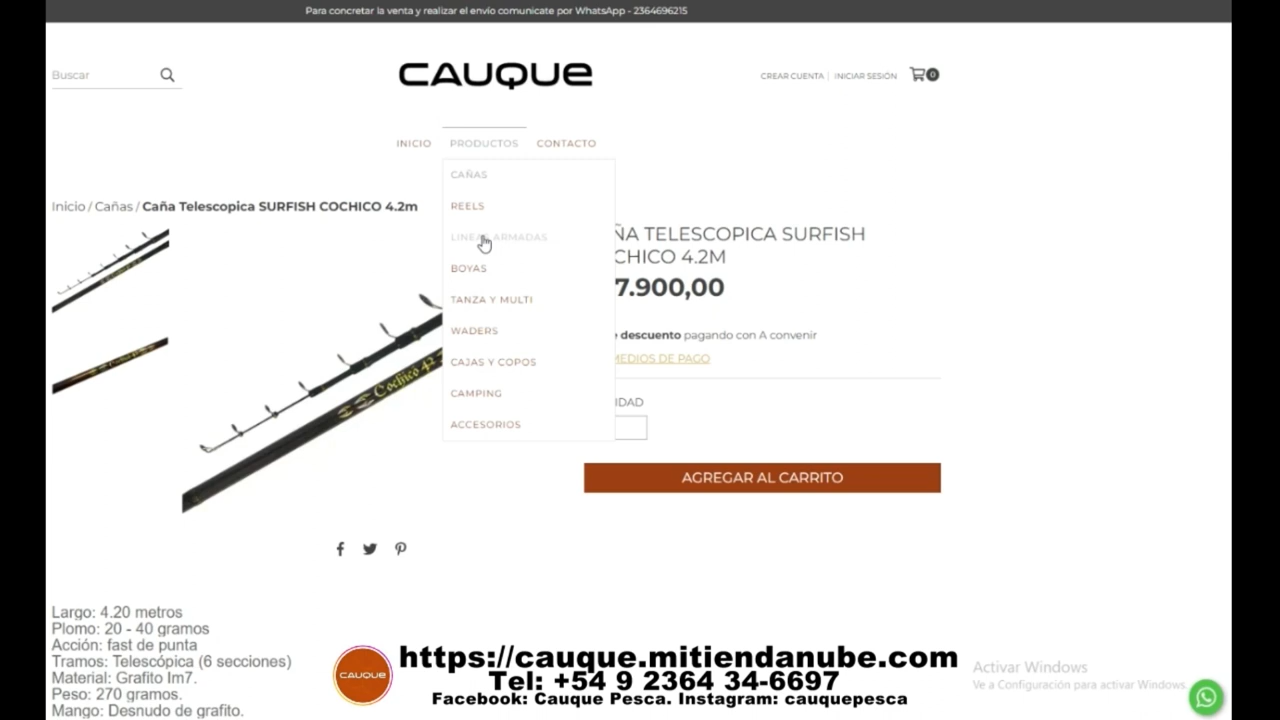 Para concretar la venta y realizar el envío comunicate por WhatsApp - 2364696215
Buscar
CAUQUE
CREAR CUENTA | INICIAR SESIÓN
0
INICIO
PRODUCTOS
CONTACTO
CAÑAS
REELS
LINEAS ARMADAS
BOYAS
TANZA Y MULTI
WADERS
CAJAS Y COPOS
CAMPING
ACCESORIOS
Inicio / Cañas / Caña Telescopica SURFISH COCHICO 4.2m
ÑA TELESCOPICA SURFISH
CHICO 4.2M
7.900,00
descuento pagando con A convenir
MEDIOS DE PAGO
IDAD
AGREGAR AL CARRITO
Cochico 42
Largo: 4.20 metros
Plomo: 20 - 40 gramos
Acción: fast de punta
Tramos: Telescópica (6 secciones)
Material: Grafito Im7.
Peso: 270 gramos.
Mango: Desnudo de grafito.
CAUQUE
https://cauque.mitiendanube.com
Tel: +54 9 2364 34-6697
Facebook: Cauque Pesca. Instagram: cauquepesca
Activar Windows
Ve a Configuración para activar Windows.